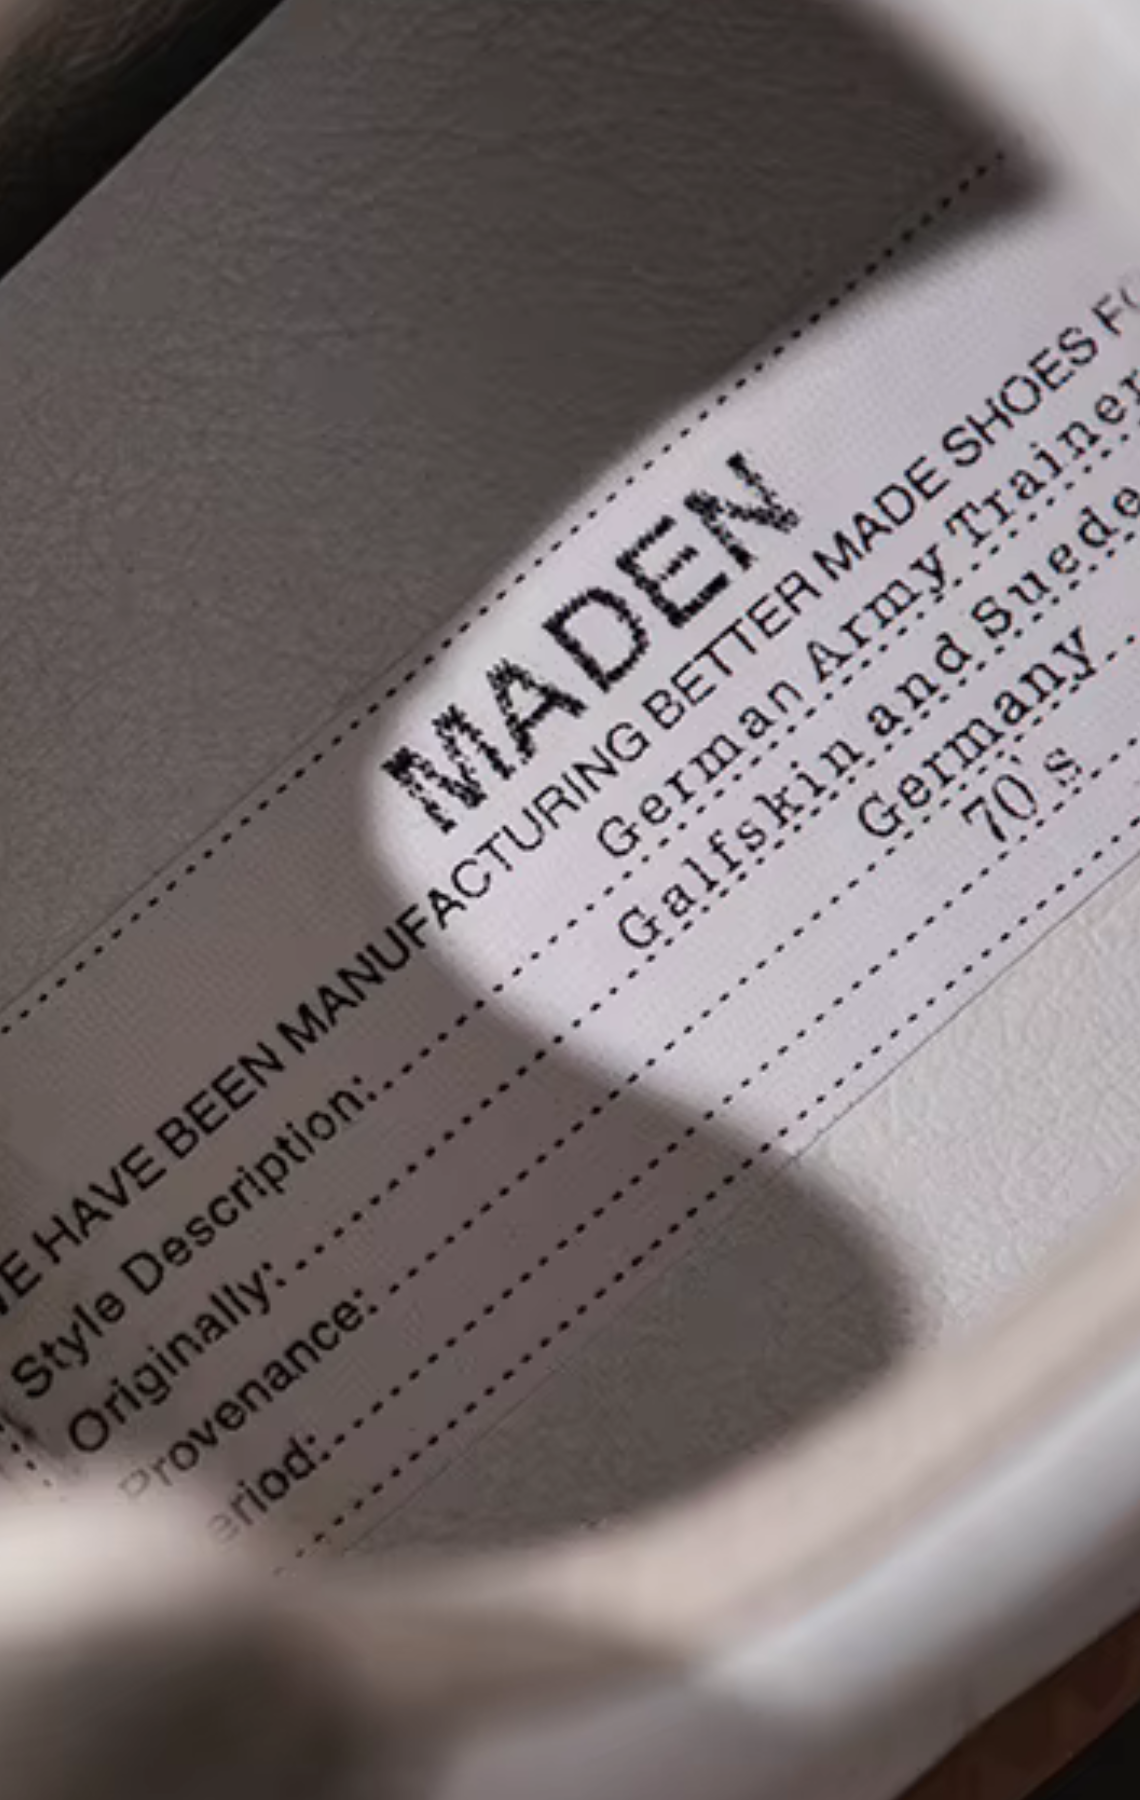 MADEN
HAVE BEEN MANUFACTURING BETTER MADE SHOES
Style Description: German Army Trainer
Originally: Galfskin and Suede
Provenance: Germany
70's